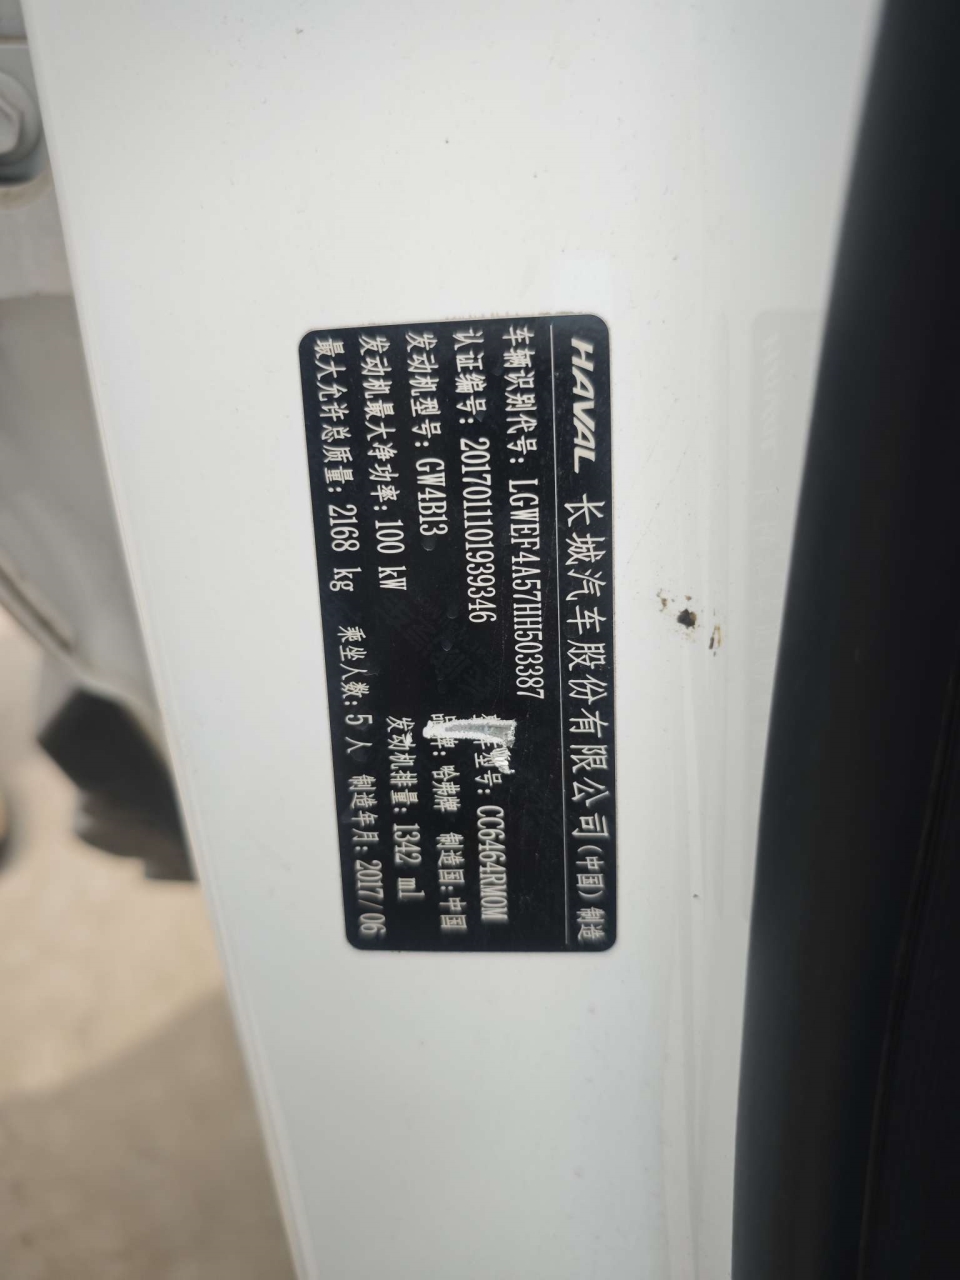 HAVAL 长城汽车股份有限公司(中国)制造
车辆识别代号: LGWEF4A57HH503387
认证编号: 2017011101939346 型号: CC6464RM0M
发动机型号: GW4B13 品牌: 哈弗牌 制造国: 中国
发动机最大净功率: 100 kW 发动机排量: 1342 ml
最大允许总质量: 2168 kg 乘坐人数: 5 人 制造年月: 2017/06